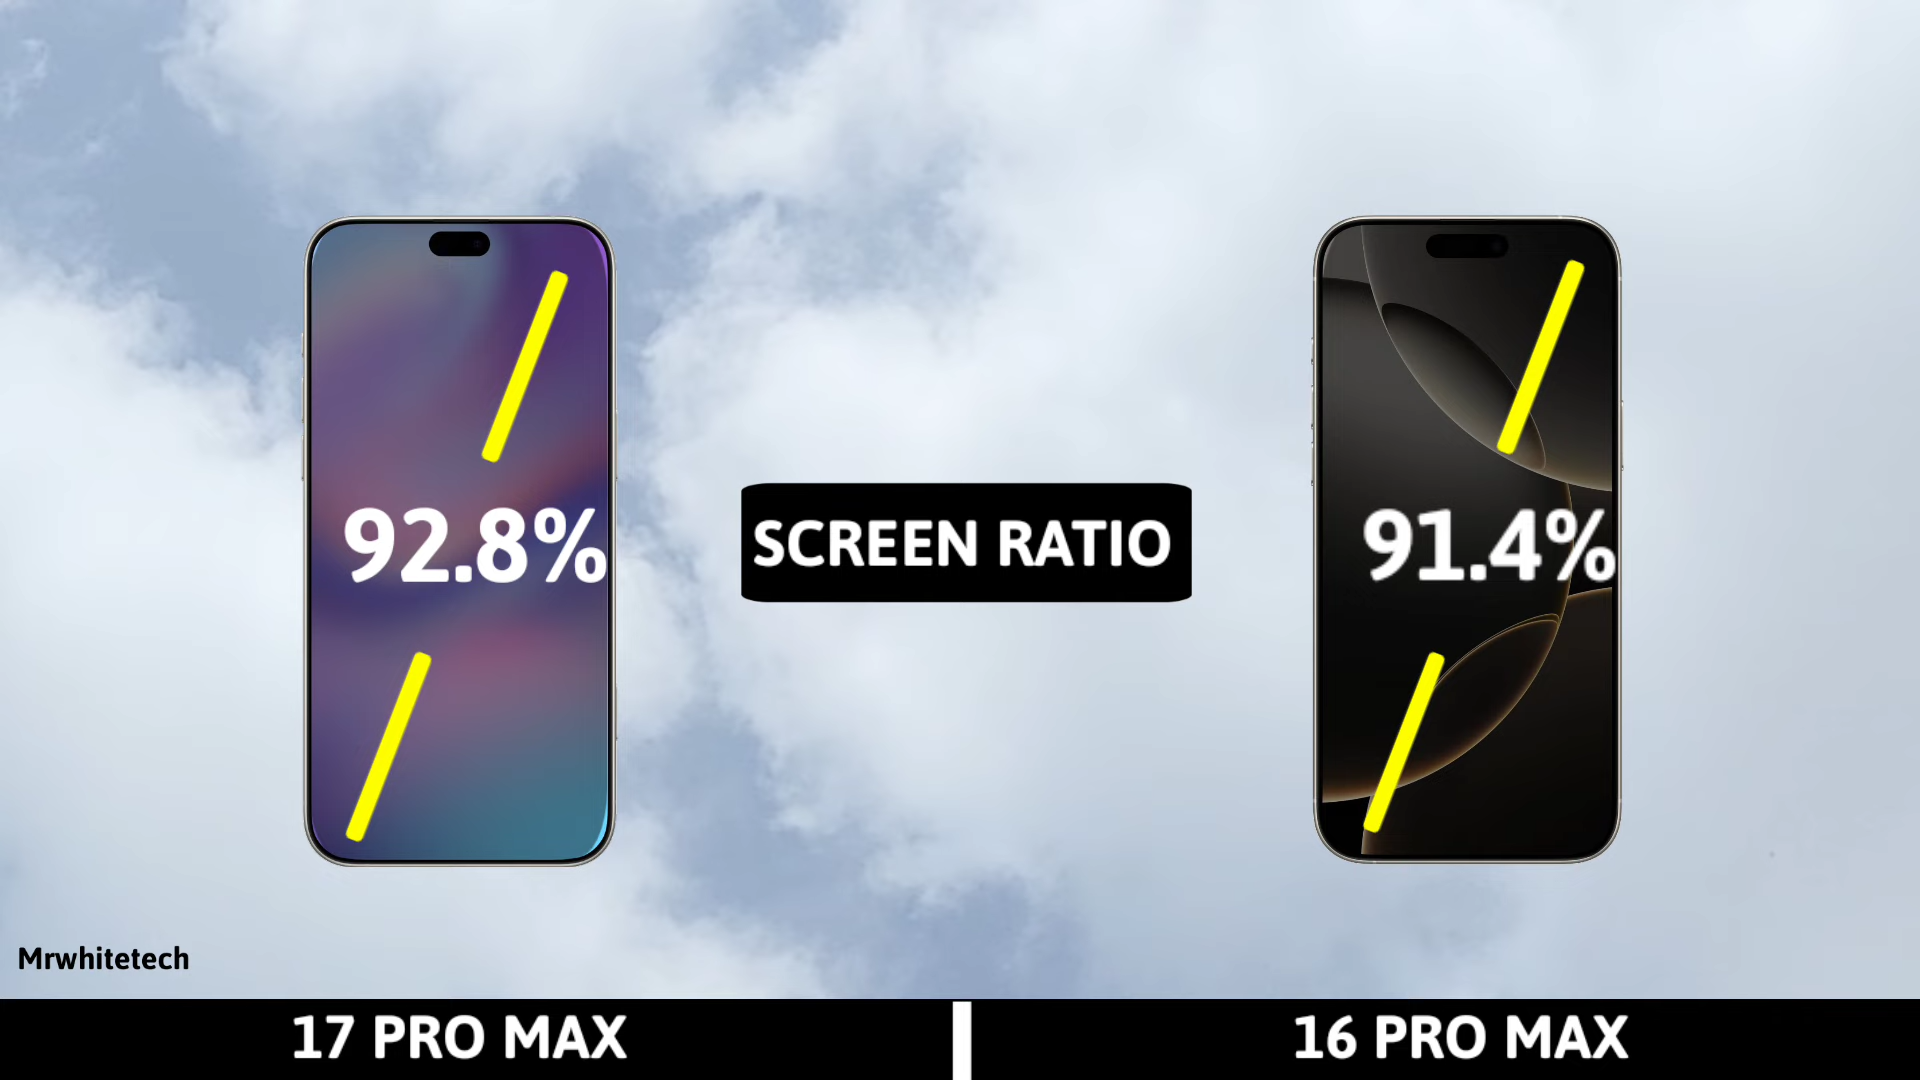 92.8%
SCREEN RATIO
91.4%
Mrwhitetech
17 PRO MAX
16 PRO MAX